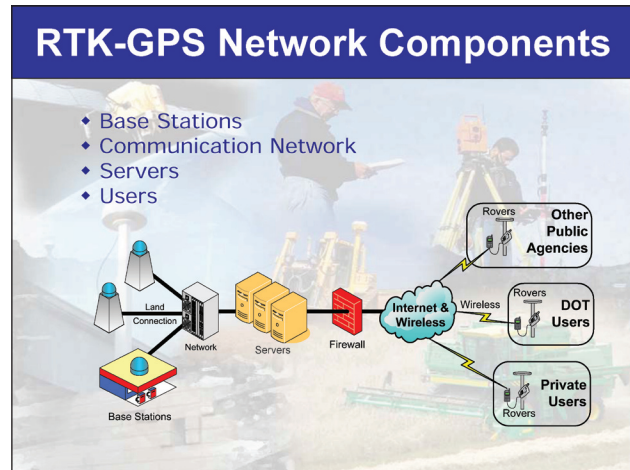 RTK-GPS Network Components
◆ Base Stations
◆ Communication Network
◆ Servers
◆ Users
Rovers
Other
Public
Agencies
Land
Connection
Network
Servers
Firewall
Internet &
Wireless
Wireless
Rovers
DOT
Users
Base Stations
Private
Users
Rovers